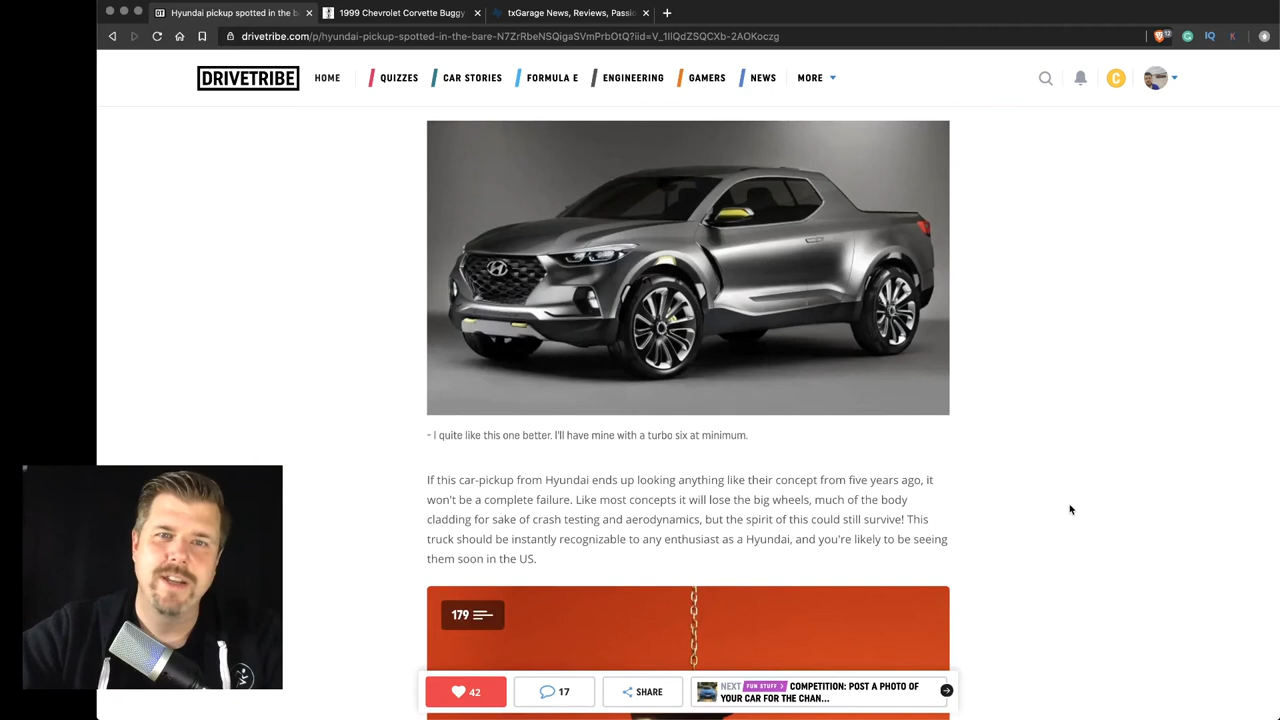 Hyundai pickup spotted in the b
1999 Chevrolet Corvette Buggy
txGarage News, Reviews, Passio
drivetribe.com/p/hyundai-pickup-spotted-in-the-bare-N7ZrRbeNSQigaSVmPrbOtQ?iid=V_1IlQdZSQCXb-2AOKoczg
DRIVETRIBE
HOME
QUIZZES
CAR STORIES
FORMULA E
ENGINEERING
GAMERS
NEWS
MORE
- I quite like this one better. I'll have mine with a turbo six at minimum.
If this car-pickup from Hyundai ends up looking anything like their concept from five years ago, it
won't be a complete failure. Like most concepts it will lose the big wheels, much of the body
cladding for sake of crash testing and aerodynamics, but the spirit of this could still survive! This
truck should be instantly recognizable to any enthusiast as a Hyundai, and you're likely to be seeing
them soon in the US.
179
42
17
SHARE
NEXT FUN STUFF COMPETITION: POST A PHOTO OF
YOUR CAR FOR THE CHAN...